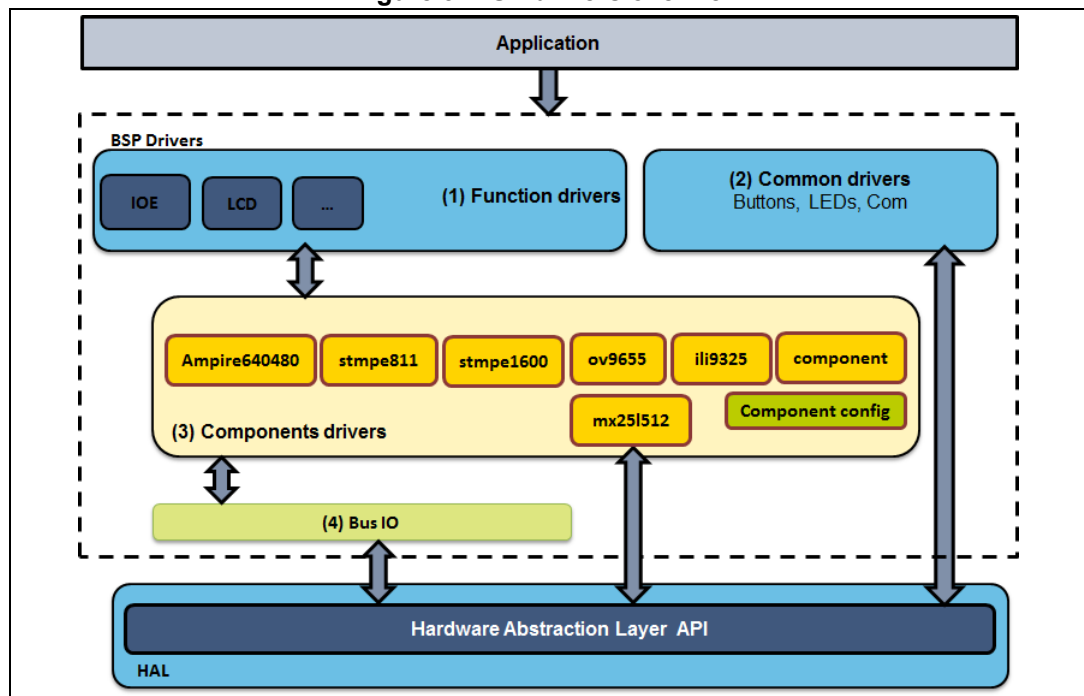 Application
BSP Drivers
IOE
LCD
...
(1) Function drivers
(2) Common drivers
Buttons, LEDs, Com
Ampire640480
stmpe811
stmpe1600
ov9655
ili9325
component
mx25l512
Component config
(3) Components drivers
(4) Bus IO
Hardware Abstraction Layer API
HAL